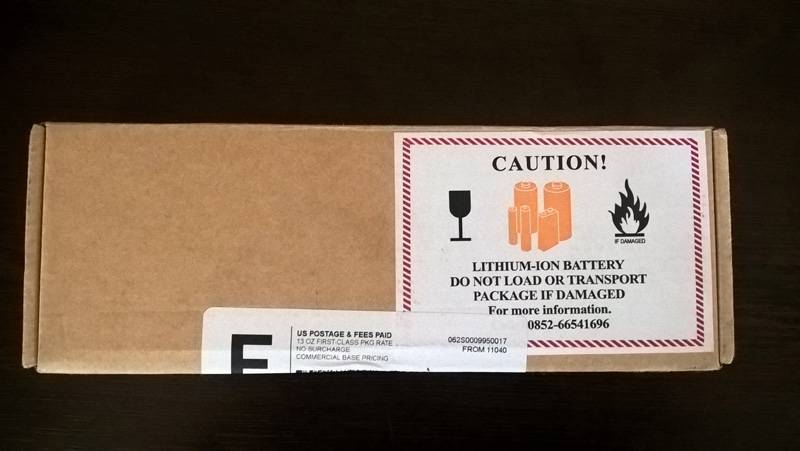 CAUTION!
IF DAMAGED
LITHIUM-ION BATTERY
DO NOT LOAD OR TRANSPORT
PACKAGE IF DAMAGED
For more information.
0852-66541696
F
US POSTAGE & FEES PAID
13 OZ FIRST-CLASS PKG RATE
NO SURCHARGE
COMMERCIAL BASE PRICING
062S0009950017
FROM 11040